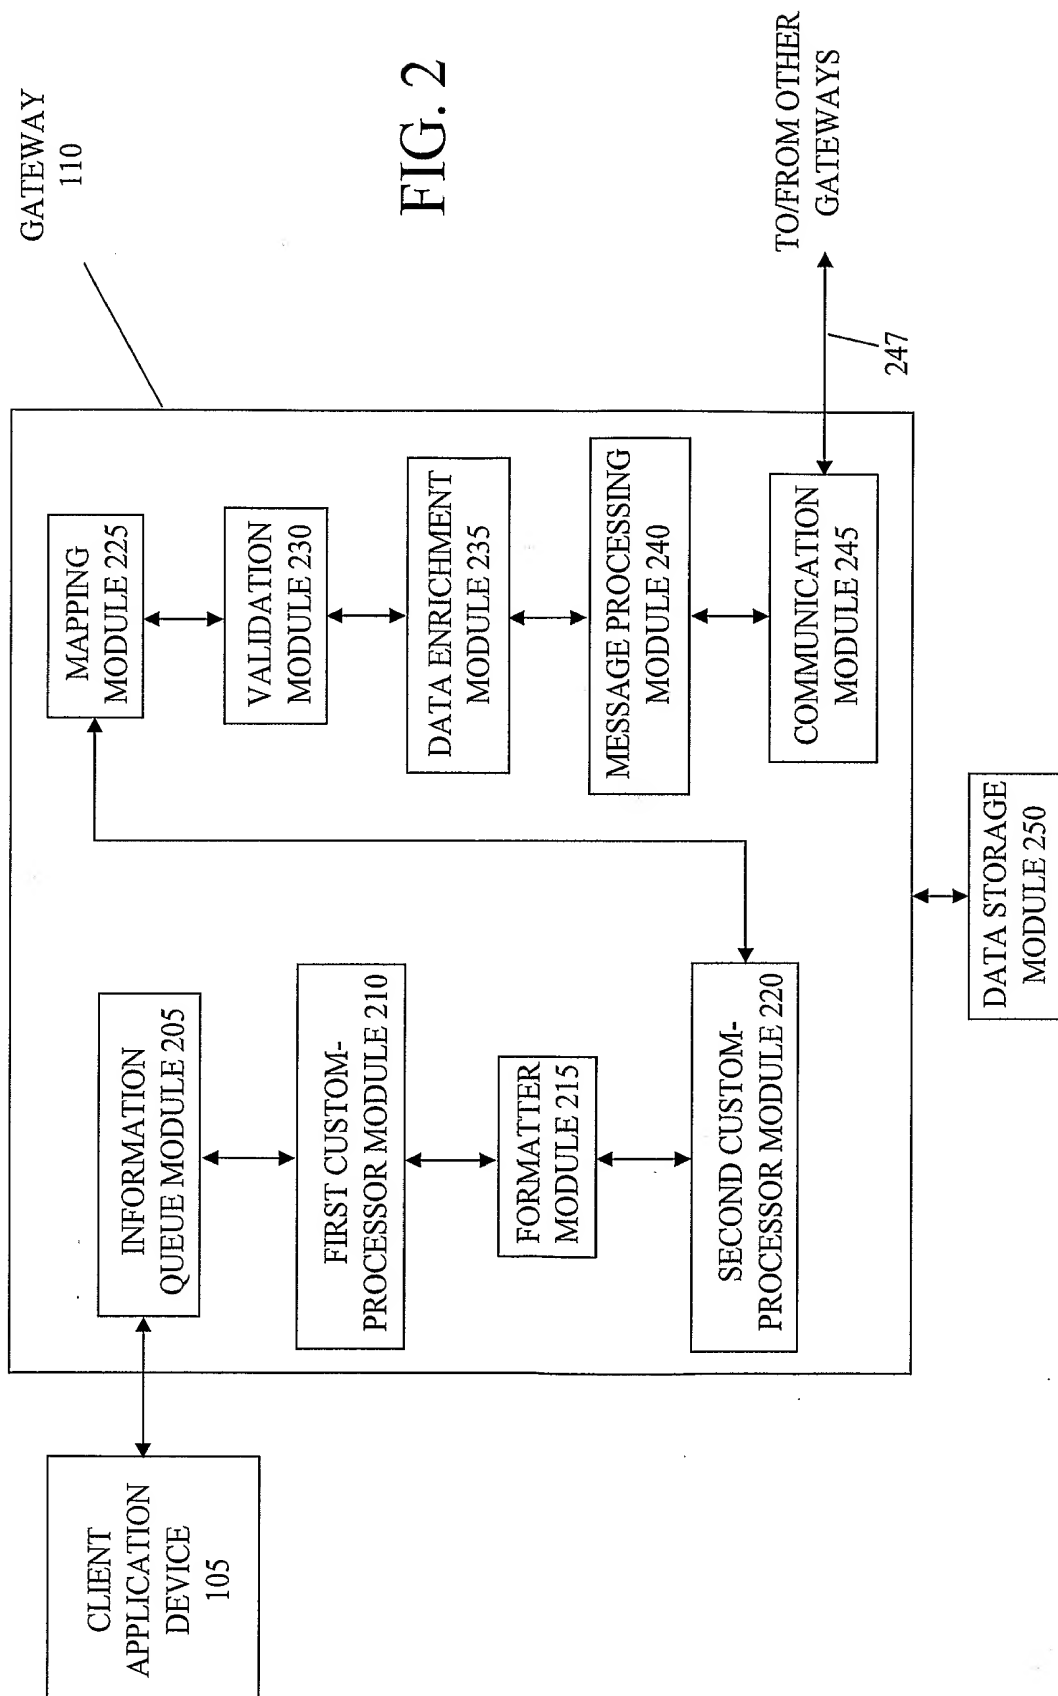 GATEWAY
110
FIG. 2
CLIENT
APPLICATION
DEVICE
105
INFORMATION
QUEUE MODULE 205
FIRST CUSTOM-
PROCESSOR MODULE 210
FORMATTER
MODULE 215
SECOND CUSTOM-
PROCESSOR MODULE 220
MAPPING
MODULE 225
VALIDATION
MODULE 230
DATA ENRICHMENT
MODULE 235
MESSAGE PROCESSING
MODULE 240
COMMUNICATION
MODULE 245
247
TO/FROM OTHER
GATEWAYS
DATA STORAGE
MODULE 250